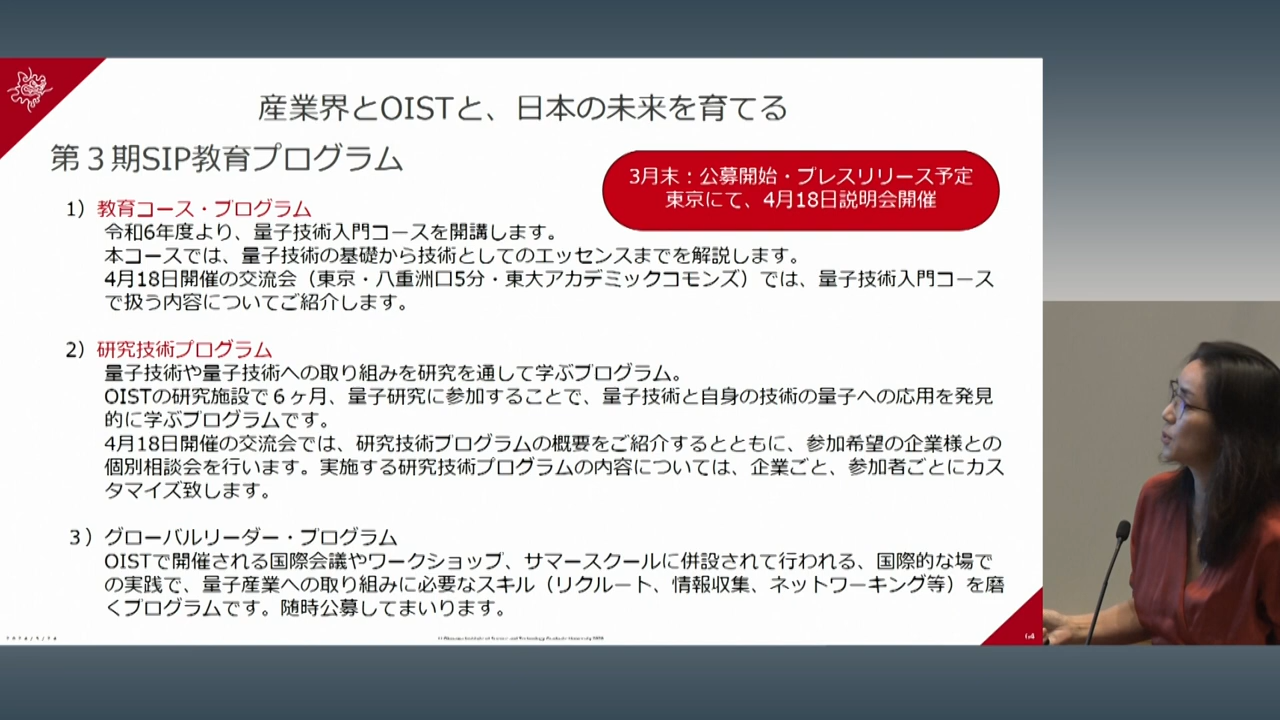 産業界とOISTと、日本の未来を育てる
第３期SIP教育プログラム
3月末：公募開始・プレスリリース予定
東京にて、4月18日説明会開催
1）教育コース・プログラム
令和6年度より、量子技術入門コースを開講します。
本コースでは、量子技術の基礎から技術としてのエッセンスまでを解説します。
4月18日開催の交流会（東京・八重洲口5分・東大アカデミックコモンズ）では、量子技術入門コース
で扱う内容についてご紹介します。
2）研究技術プログラム
量子技術や量子技術への取り組みを研究を通して学ぶプログラム。
OISTの研究施設で６ヶ月、量子研究に参加することで、量子技術と自身の技術の量子への応用を発見
的に学ぶプログラムです。
4月18日開催の交流会では、研究技術プログラムの概要をご紹介するとともに、参加希望の企業様との
個別相談会を行います。実施する研究技術プログラムの内容については、企業ごと、参加者ごとにカス
タマイズ致します。
３）グローバルリーダー・プログラム
OISTで開催される国際会議やワークショップ、サマースクールに併設されて行われる、国際的な場で
の実践で、量子産業への取り組みに必要なスキル（リクルート、情報収集、ネットワーキング等）を磨
くプログラムです。随時公募してまいります。